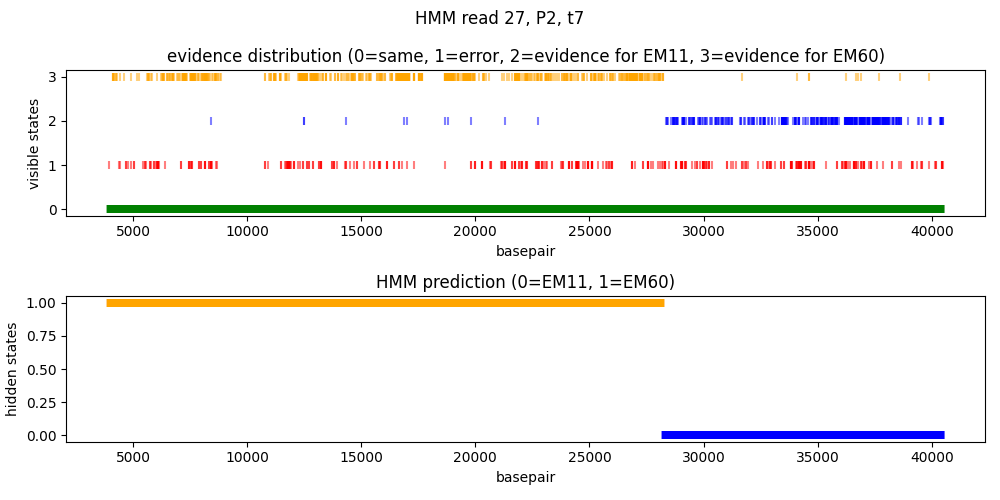 HMM read 27, P2, t7
evidence distribution (0=same, 1=error, 2=evidence for EM11, 3=evidence for EM60)
visible states
3
2
1
0
5000 10000 15000 20000 25000 30000 35000 40000
basepair
HMM prediction (0=EM11, 1=EM60)
hidden states
1.00
0.75
0.50
0.25
0.00
5000 10000 15000 20000 25000 30000 35000 40000
basepair